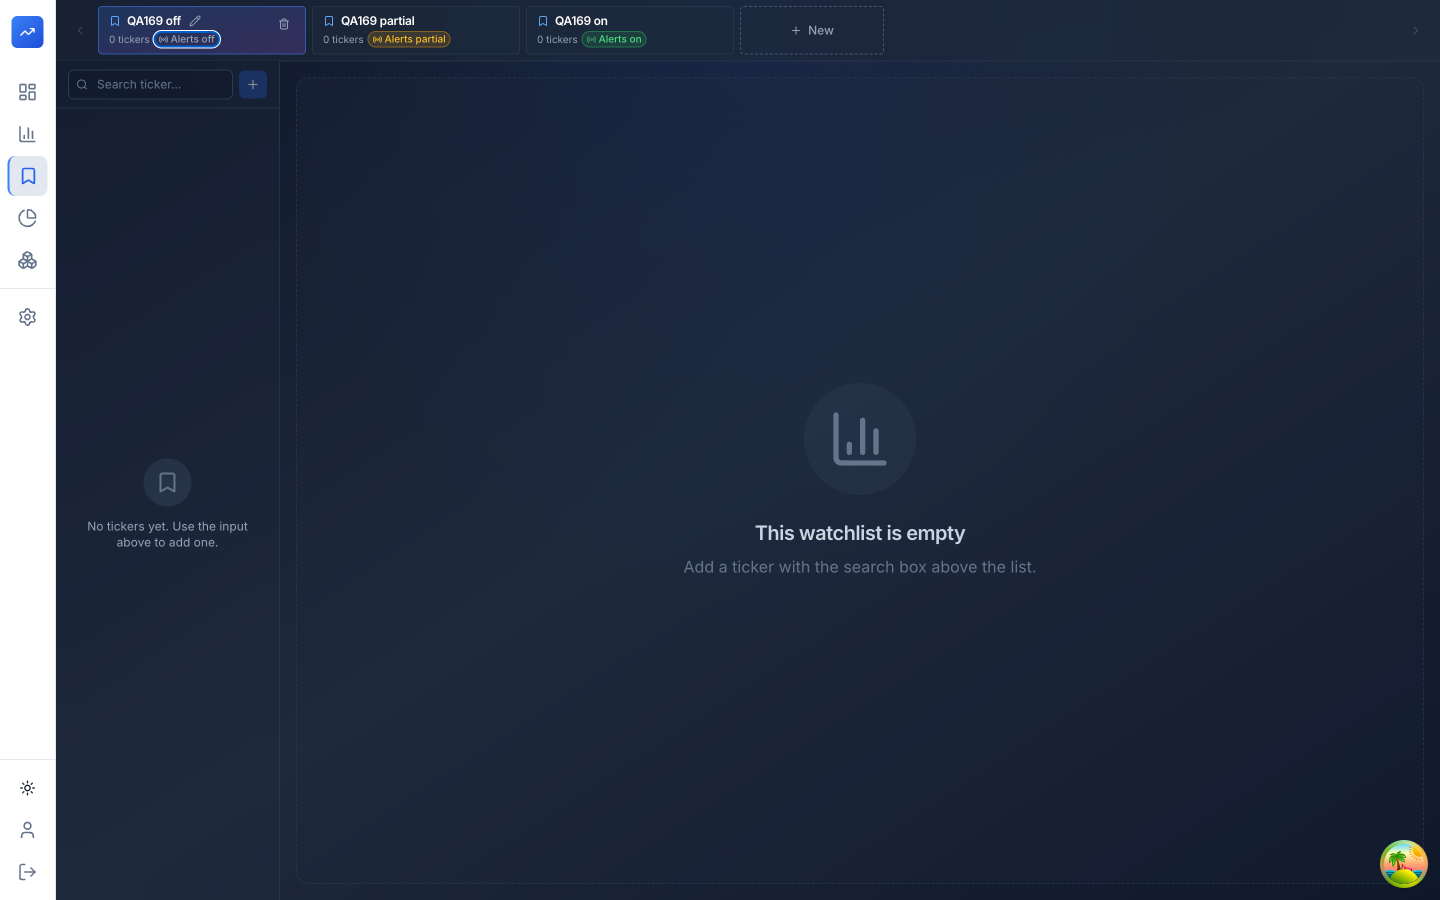 QA169 off
0 tickers Alerts off
QA169 partial
0 tickers Alerts partial
QA169 on
0 tickers Alerts on
New
Search ticker...
No tickers yet. Use the input
above to add one.
This watchlist is empty
Add a ticker with the search box above the list.